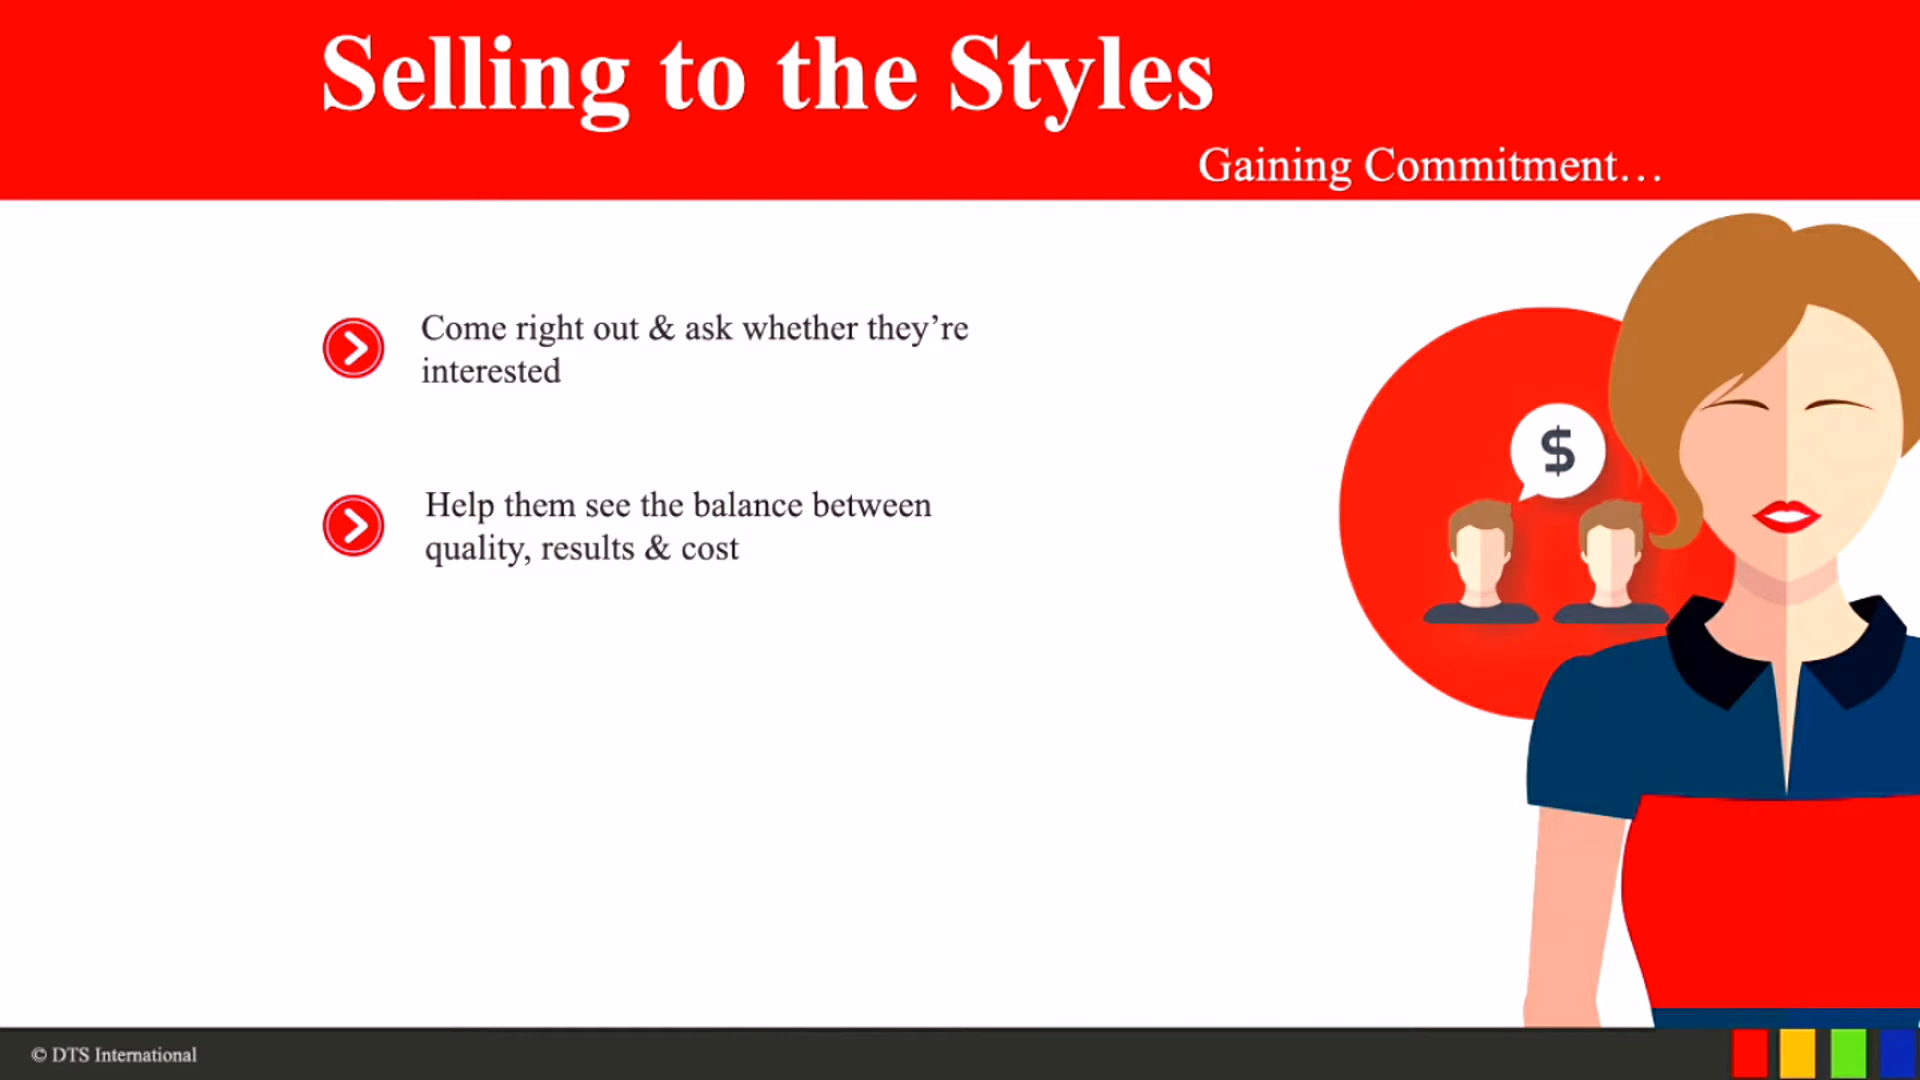 Selling to the Styles
Gaining Commitment…
Come right out & ask whether they’re
interested
Help them see the balance between
quality, results & cost
$
© DTS International